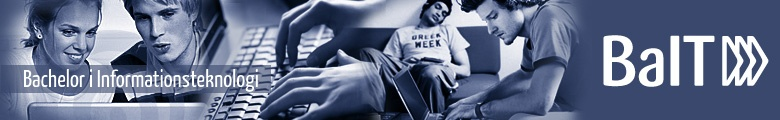 Bachelor i Informationsteknologi
GREEK
WEEK
BaIT